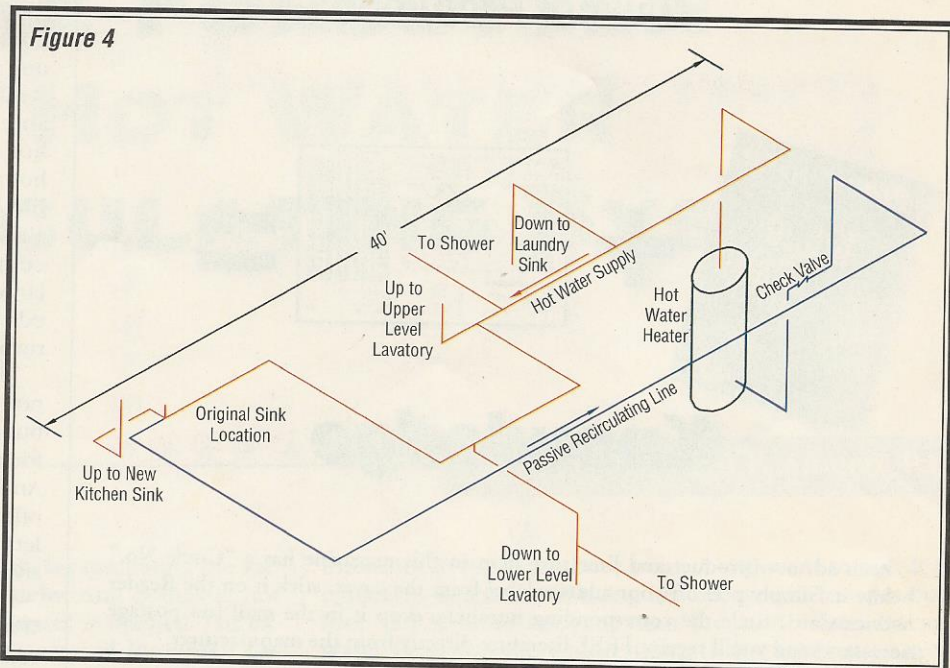 Figure 4
40'
To Shower
Down to
Laundry
Sink
Hot Water Supply
Up to
Upper
Level
Lavatory
Hot
Water
Heater
Check Valve
Original Sink
Location
Passive Recirculating Line
Up to New
Kitchen Sink
Down to
Lower Level
Lavatory
To Shower